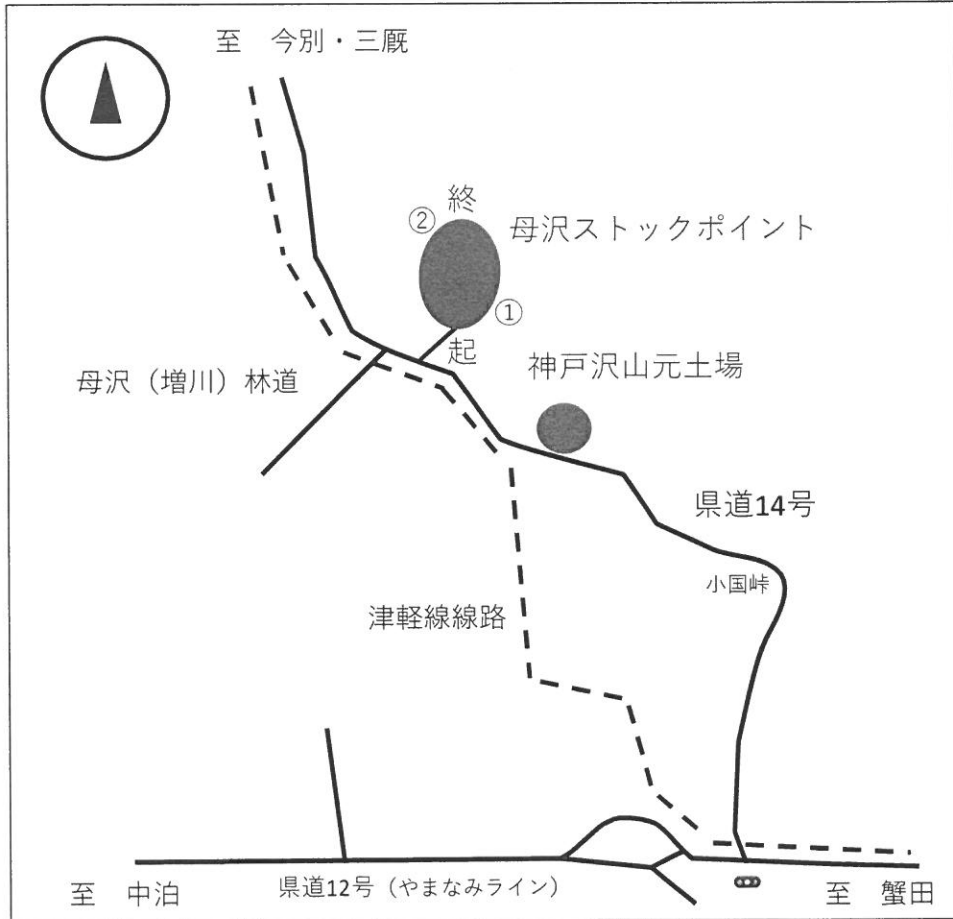 至 今別・三厩
終
② 母沢ストックポイント
①
起
母沢（増川）林道
神戸沢山元土場
県道14号
小国峠
津軽線線路
至 中泊
県道12号（やまなみライン）
至 蟹田